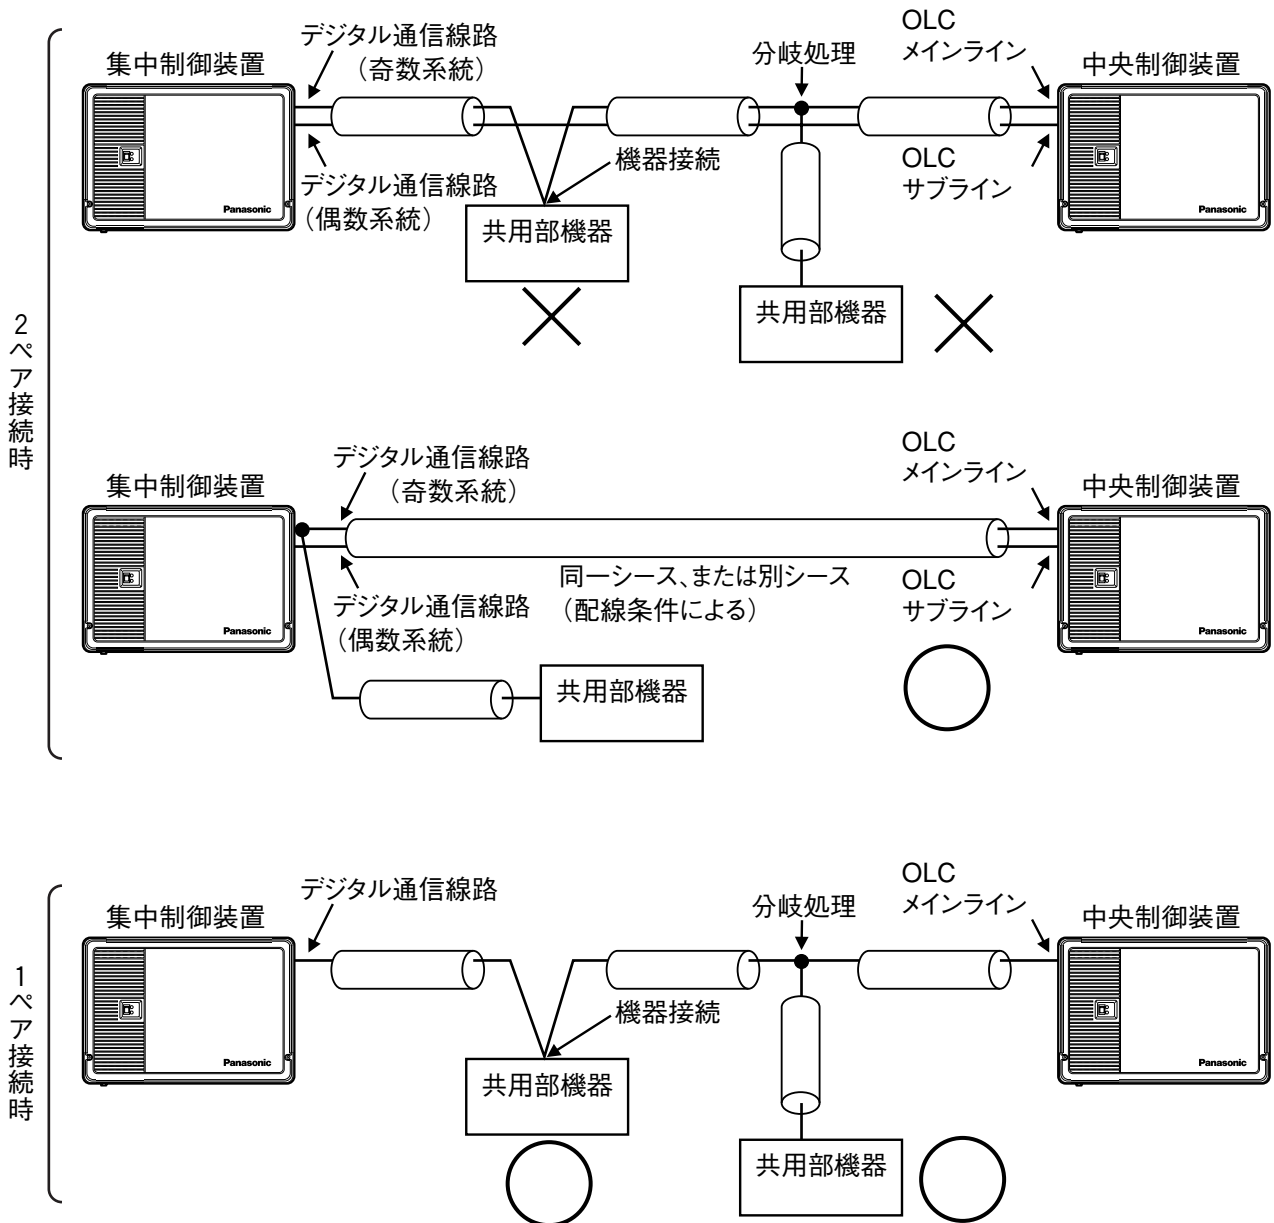 2ペア接続時
集中制御装置
デジタル通信線路
（奇数系統）
分岐処理
OLC
メインライン
中央制御装置
Panasonic
デジタル通信線路
（偶数系統）
機器接続
OLC
サブライン
Panasonic
共用部機器
共用部機器
集中制御装置
デジタル通信線路
（奇数系統）
OLC
メインライン
中央制御装置
Panasonic
デジタル通信線路
（偶数系統）
同一シース、または別シース
（配線条件による）
OLC
サブライン
Panasonic
共用部機器
1ペア接続時
集中制御装置
デジタル通信線路
分岐処理
OLC
メインライン
中央制御装置
Panasonic
機器接続
Panasonic
共用部機器
共用部機器